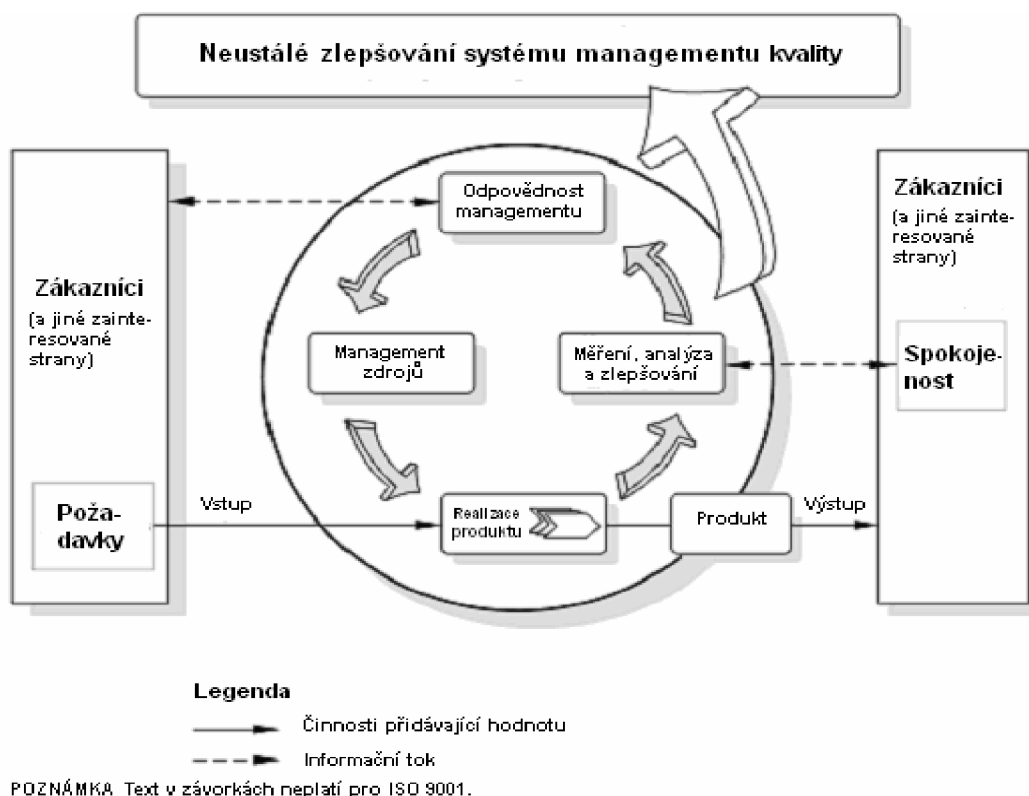 Neustálé zlepšování systému managementu kvality
Zákazníci
(a jiné zainte-
resované
strany)
Poža-
davky
Vstup
Odpovědnost
managementu
Management
zdrojů
Měření, analýza
a zlepšování
Realizace
produktu
Produkt
Výstup
Zákazníci
(a jiné zainte-
resované
strany)
Spokoje-
nost
Legenda
Činnosti přidávající hodnotu
Informační tok
POZNÁMKA Text v závorkách neplatí pro ISO 9001.